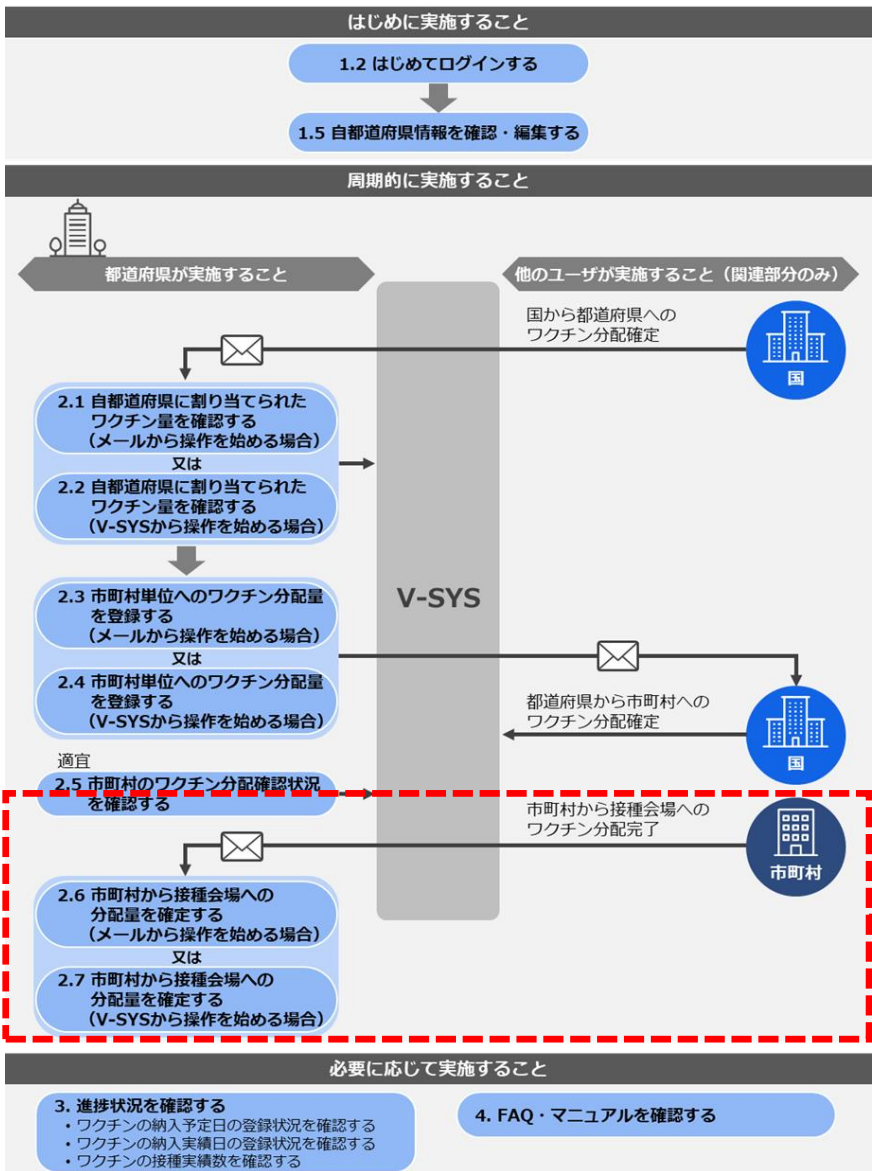 はじめに実施すること
1.2 はじめてログインする
1.5 自都道府県情報を確認・編集する
周期的に実施すること
都道府県が実施すること
他のユーザが実施すること（関連部分のみ）
国から都道府県への
ワクチン分配確定
国
2.1 自都道府県に割り当てられた
ワクチン量を確認する
（メールから操作を始める場合）
又は
2.2 自都道府県に割り当てられた
ワクチン量を確認する
（V-SYSから操作を始める場合）
V-SYS
2.3 市町村単位へのワクチン分配量
を登録する
（メールから操作を始める場合）
又は
2.4 市町村単位へのワクチン分配量
を登録する
（V-SYSから操作を始める場合）
都道府県から市町村への
ワクチン分配確定
国
適宜
2.5 市町村のワクチン分配確認状況
を確認する
市町村から接種会場への
ワクチン分配完了
市町村
2.6 市町村から接種会場への
分配量を確定する
（メールから操作を始める場合）
又は
2.7 市町村から接種会場への
分配量を確定する
（V-SYSから操作を始める場合）
必要に応じて実施すること
3. 進捗状況を確認する
・ワクチンの納入予定日の登録状況を確認する
・ワクチンの納入実績日の登録状況を確認する
・ワクチンの接種実績数を確認する
4. FAQ・マニュアルを確認する